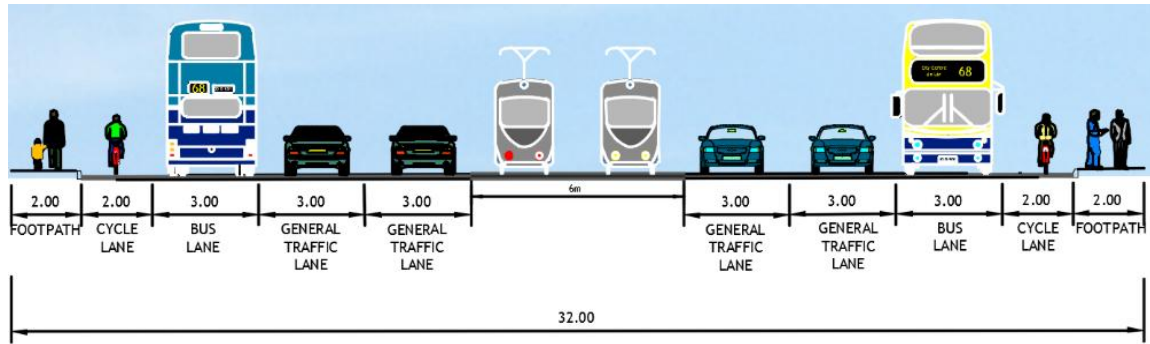 68
68
6m
2.00
2.00
3.00
3.00
3.00
3.00
3.00
3.00
2.00
2.00
FOOTPATH
CYCLE
LANE
BUS
LANE
GENERAL
TRAFFIC
LANE
GENERAL
TRAFFIC
LANE
GENERAL
TRAFFIC
LANE
GENERAL
TRAFFIC
LANE
BUS
LANE
CYCLE
LANE
FOOTPATH
32.00